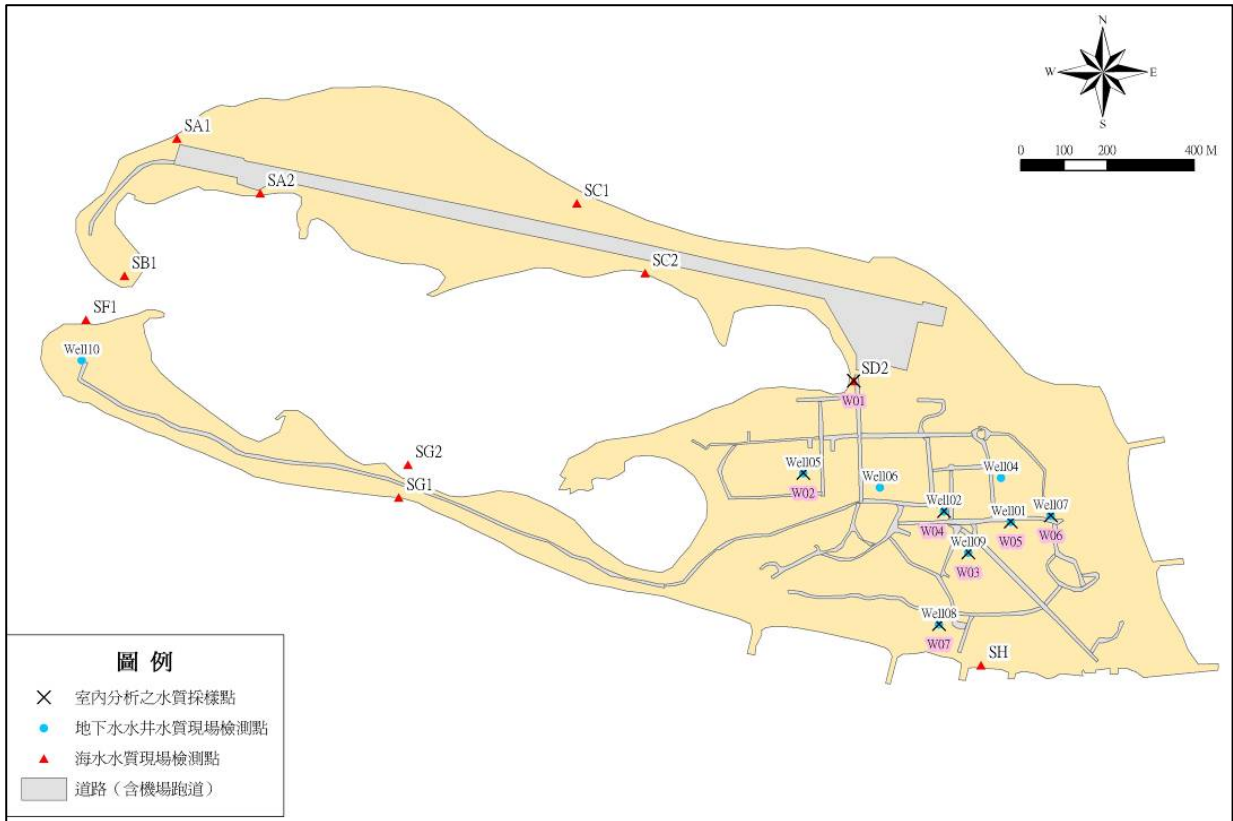 N
W
E
S
0 100 200 400 M
SA1
SA2
SC1
SB1
SC2
SF1
Well10
SD2
W01
SG2
SG1
Well05
W02
Well06
Well04
Well02
W04
Well01
W05
Well07
W06
Well09
W03
Well08
W07
SH
圖例
室內分析之水質採樣點
地下水水井水質現場檢測點
海水水質現場檢測點
道路（含機場跑道）